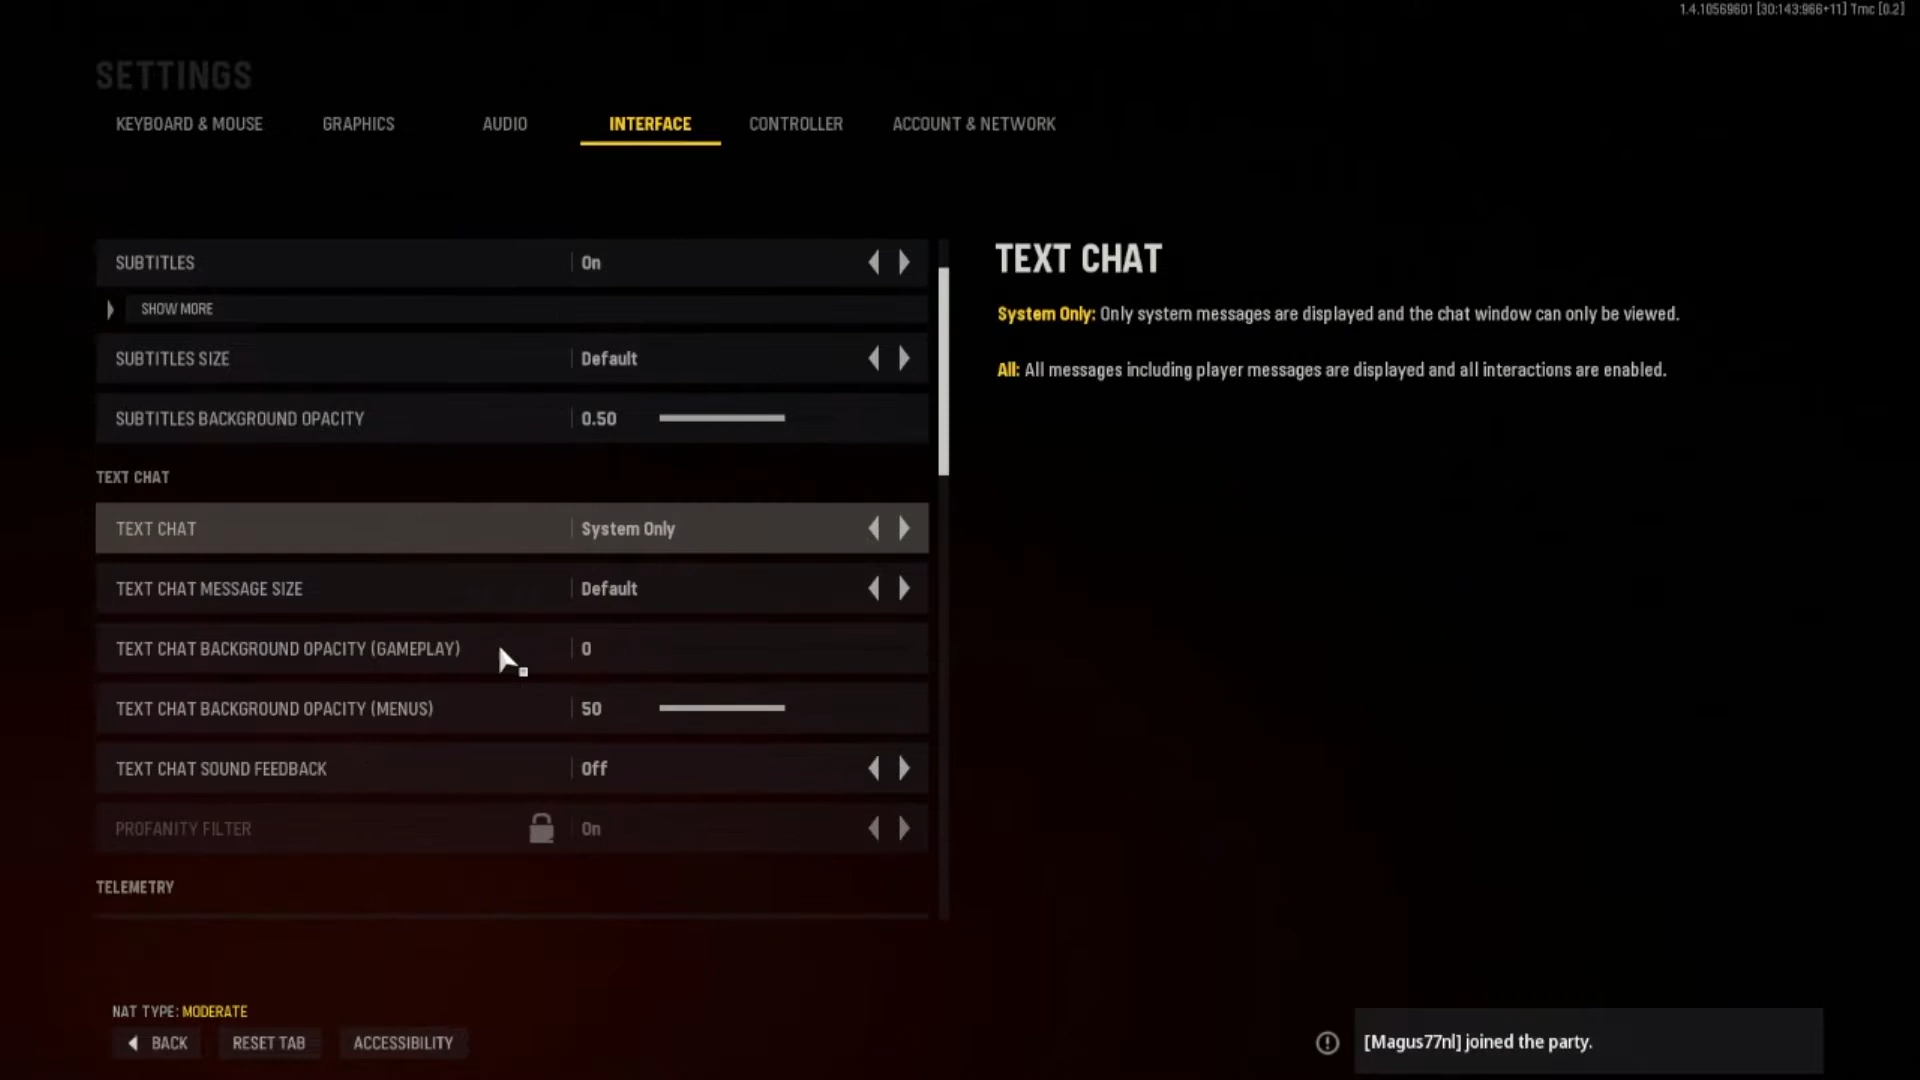 1.4.10569601 [30:143:966+11] Tmc [0.2]
SETTINGS
KEYBOARD & MOUSE GRAPHICS AUDIO INTERFACE CONTROLLER ACCOUNT & NETWORK
SUBTITLES On
SHOW MORE
SUBTITLES SIZE Default
SUBTITLES BACKGROUND OPACITY 0.50
TEXT CHAT
TEXT CHAT System Only
TEXT CHAT MESSAGE SIZE Default
TEXT CHAT BACKGROUND OPACITY (GAMEPLAY) 0
TEXT CHAT BACKGROUND OPACITY (MENUS) 50
TEXT CHAT SOUND FEEDBACK Off
PROFANITY FILTER On
TELEMETRY
TEXT CHAT
System Only: Only system messages are displayed and the chat window can only be viewed.
All: All messages including player messages are displayed and all interactions are enabled.
NAT TYPE: MODERATE
BACK RESET TAB ACCESSIBILITY
[Magus77nl] joined the party.